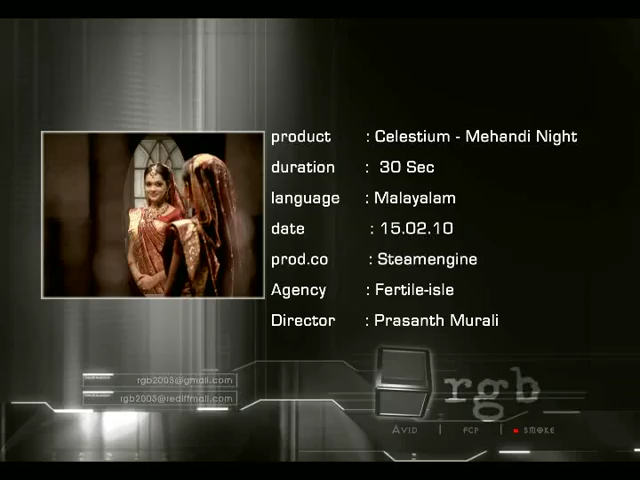 product : Celestium - Mehandi Night
duration : 30 Sec
language : Malayalam
date : 15.02.10
prod.co : Steamengine
Agency : Fertile-isle
Director : Prasanth Murali
rgb2003@gmail.com
rgb2003@rediffmail.com
rgb
AVID | FCP | SMOKE